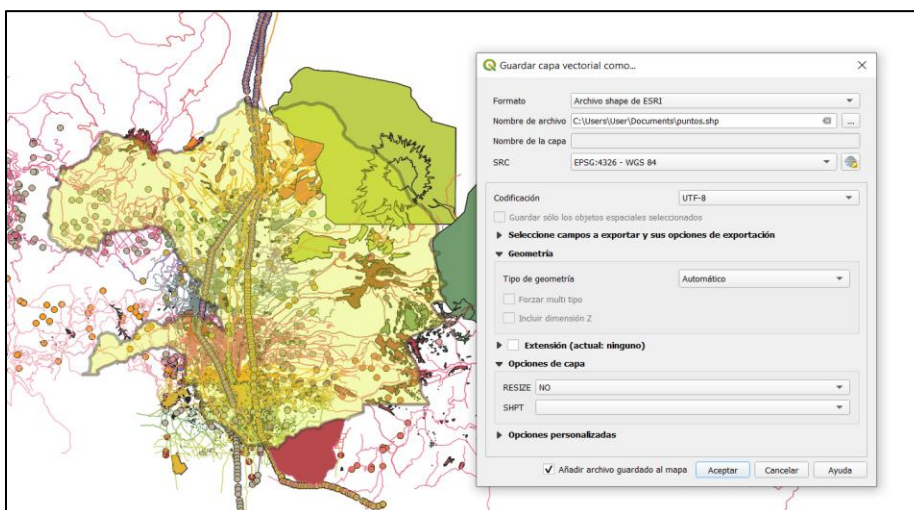 Guardar capa vectorial como...
Formato Archivo shape de ESRI
Nombre de archivo C:\Users\User\Documents\puntos.shp ...
Nombre de la capa
SRC EPSG:4326 - WGS 84
Codificación UTF-8
Guardar sólo los objetos espaciales seleccionados
Seleccione campos a exportar y sus opciones de exportación
Geometría
Tipo de geometría Automático
Forzar multi tipo
Incluir dimensión Z
Extensión (actual: ninguno)
Opciones de capa
RESIZE NO
SHPT
Opciones personalizadas
Añadir archivo guardado al mapa Aceptar Cancelar Ayuda